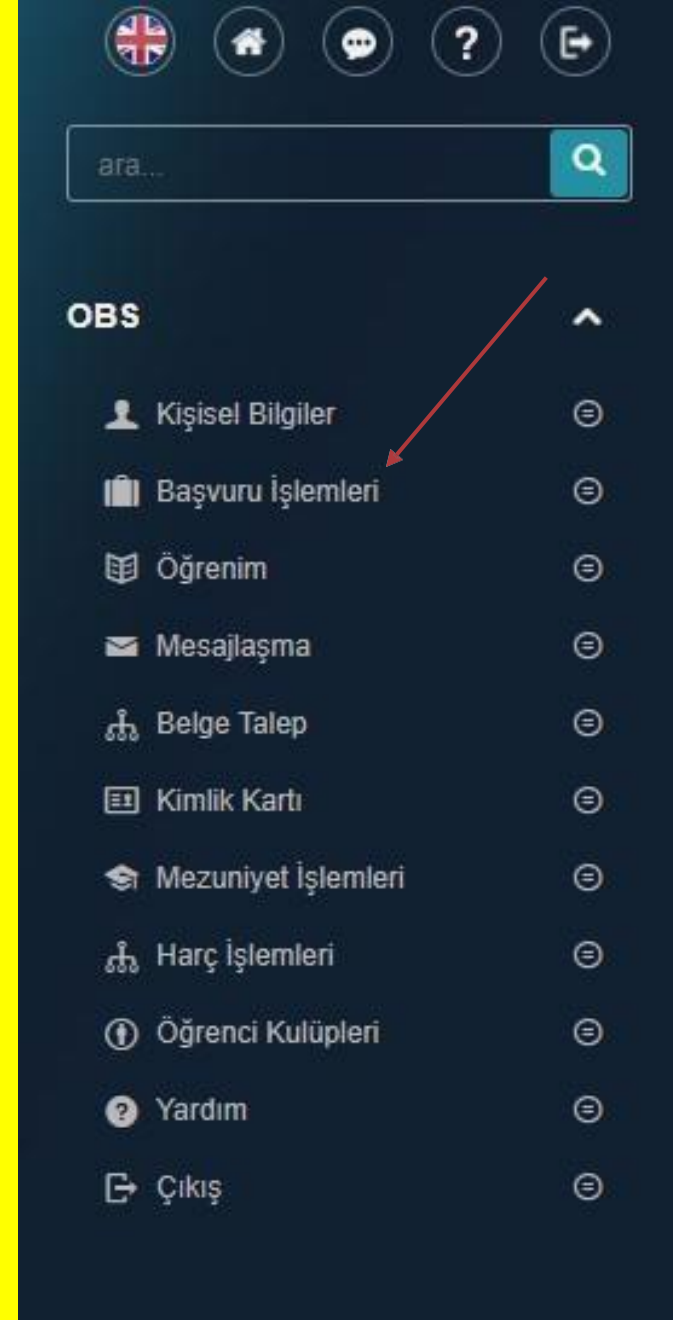 ara...
OBS
Kişisel Bilgiler
Başvuru İşlemleri
Öğrenim
Mesajlaşma
Belge Talep
Kimlik Kartı
Mezuniyet İşlemleri
Harç İşlemleri
Öğrenci Kulüpleri
Yardım
Çıkış